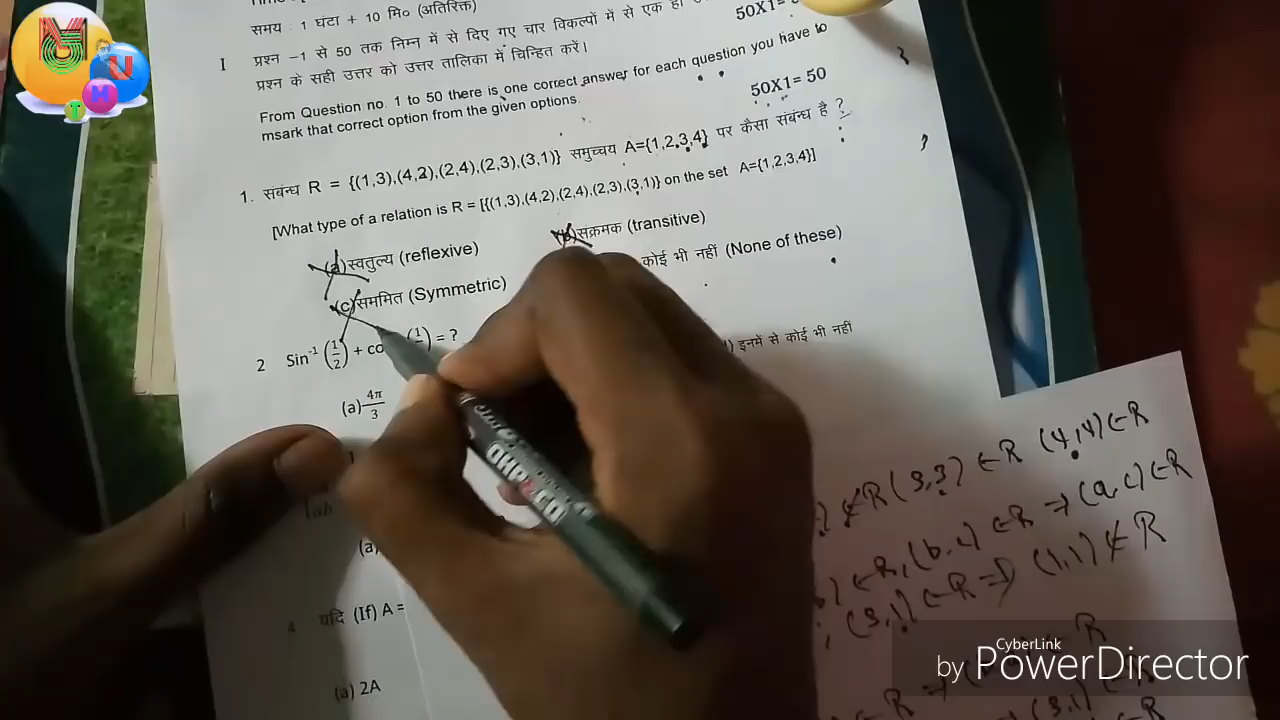 समय : 1 घंटा + 10 मि० (अतिरिक्त)
50X1=
I प्रश्न –1 से 50 तक निम्न में से दिए गए चार विकल्पों में से एक ही
प्रश्न के सही उत्तर को उत्तर तालिका में चिन्हित करें।
From Question no. 1 to 50 there is one correct answer for each question you have to
msark that correct option from the given options.
50X1= 50
1. सबंन्ध R = {(1,3),(4,2),(2,4),(2,3),(3,1)} समुच्चय A={1,2,3,4} पर कैसा संबंन्ध है ?
[What type of a relation is R = [{(1,3),(4,2),(2,4),(2,3),(3,1)} on the set A={1,2,3,4}]
(a) स्वतुल्य (reflexive)
सक्रमक (transitive)
(c) सममित (Symmetric)
कोई भी नहीं (None of these)
2 Sin-1 (1/2) + co = ?
इनमें से कोई भी नहीं
(a) 4π/3
(a)
4 यदि (If) A =
(a) 2A
∉R (3,3) ∈R (4,4)∈R
∈R, (b,c) ∈R ⇒ (a,c)∈R
(3,1) ∈R ⇒ (1,1) ∉ R
CyberLink
by PowerDirector